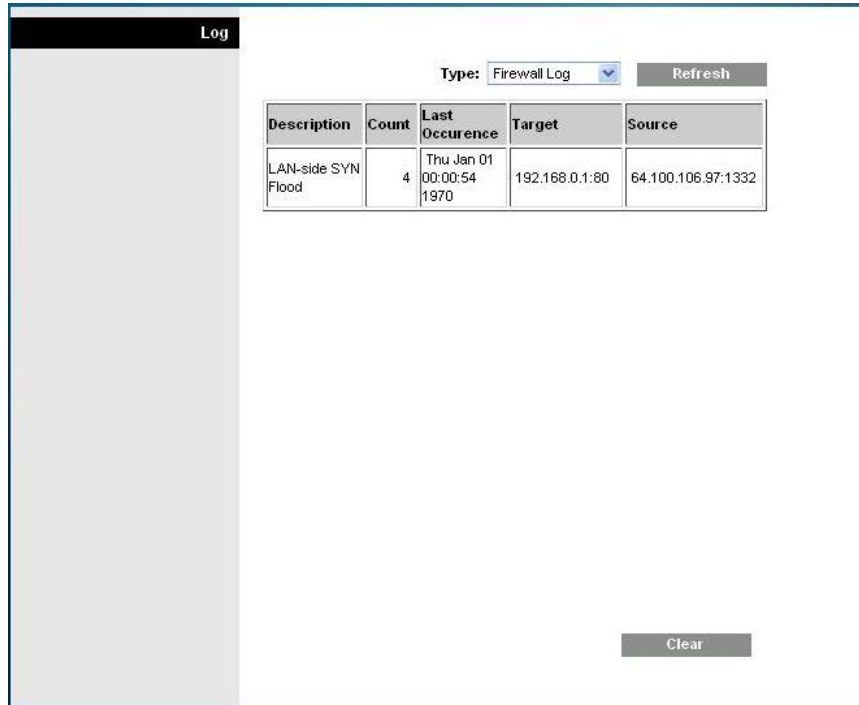 Log
Type: Firewall Log Refresh
Description Count Last Occurence Target Source
LAN-side SYN Flood 4 Thu Jan 01 00:00:54 1970 192.168.0.1:80 64.100.106.97:1332
Clear